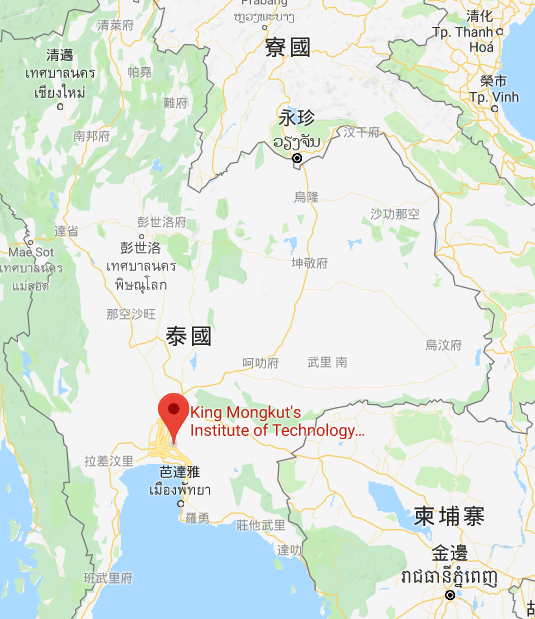 Prabang
ຫຼວງພະບາງ
清萊府
清化
Tp. Thanh
Hoá
寮國
清邁
เทศบาลนคร
เชียงใหม่
帕堯
難府
榮市
Tp. Vinh
南邦府
永珍
ວຽງຈັນ
汶干府
烏隆
沙功那空
彭世洛府
達省
Mae Sot
เทศบาลนคร
แม่สอด
彭世洛
เทศบาลนคร
พิษณุโลก
坤敬府
那空沙旺
泰國
烏汶府
呵叻府
武里 南
King Mongkut's
Institute of Technology...
拉差汶里
芭達雅
เมืองพัทยา
羅勇
莊他武里
達叻
柬埔寨
金邊
រាជធានីភ្នំពេញ
班武里府